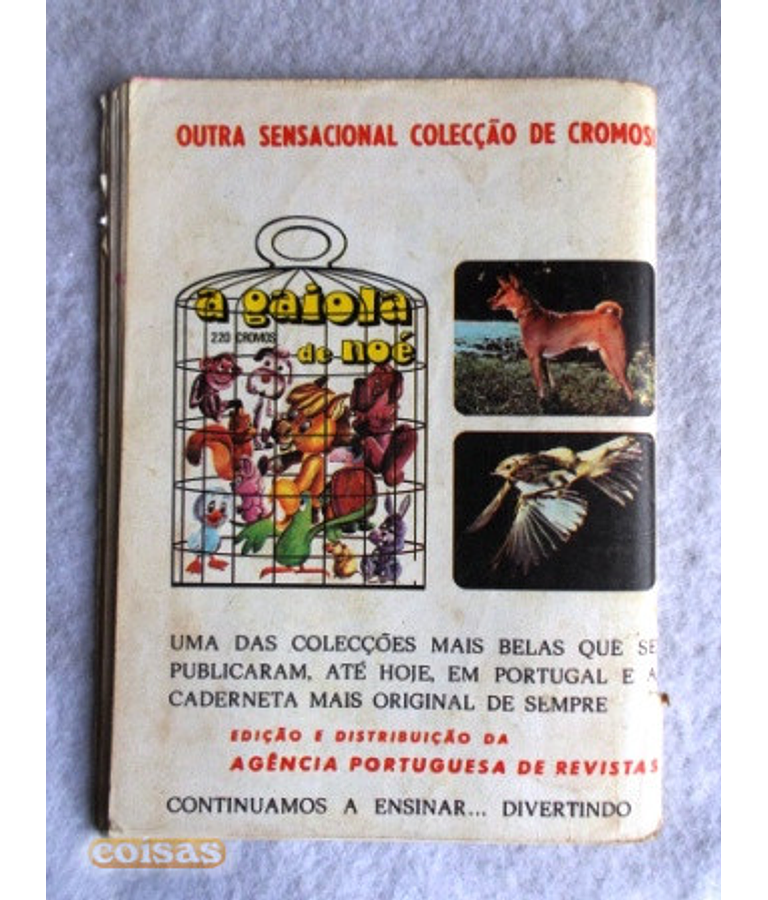 OUTRA SENSACIONAL COLECÇÃO DE CROMOS
a gaiola
220 CROMOS
de noé
UMA DAS COLECÇÕES MAIS BELAS QUE SE
PUBLICARAM, ATÉ HOJE, EM PORTUGAL E A
CADERNETA MAIS ORIGINAL DE SEMPRE
EDIÇÃO E DISTRIBUIÇÃO DA
AGÊNCIA PORTUGUESA DE REVISTAS
CONTINUAMOS A ENSINAR... DIVERTINDO
coisas